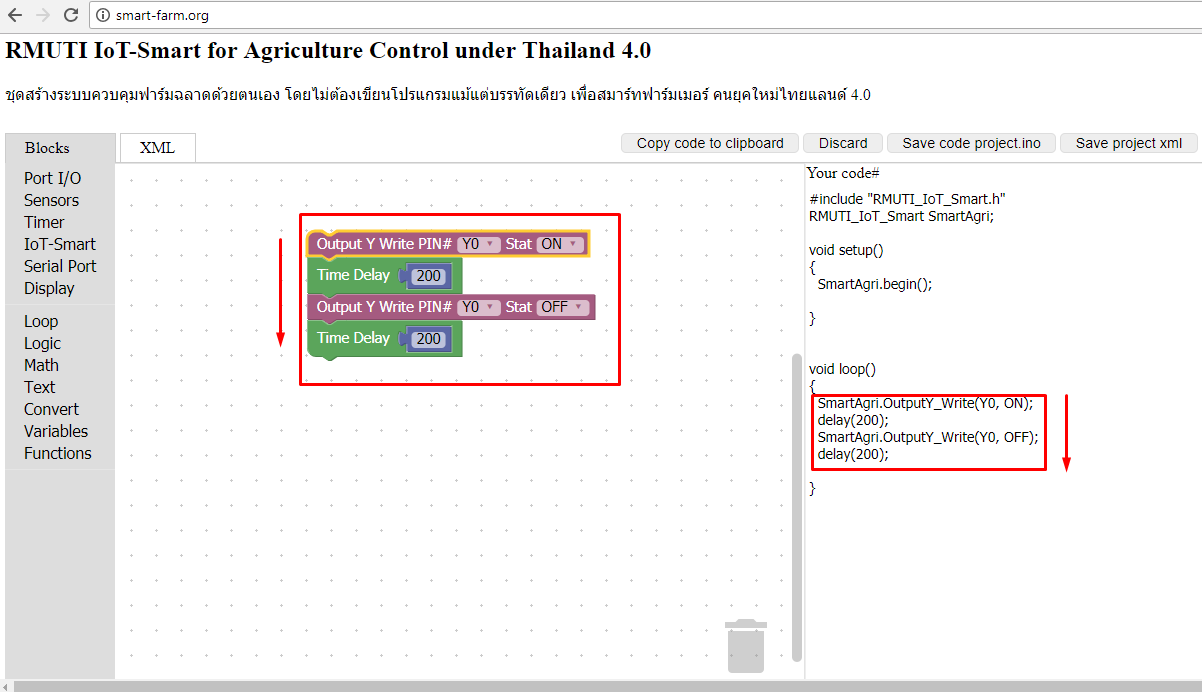 smart-farm.org
RMUTI IoT-Smart for Agriculture Control under Thailand 4.0
ชุดสร้างระบบควบคุมฟาร์มฉลาดด้วยตนเอง โดยไม่ต้องเขียนโปรแกรมแม้แต่บรรทัดเดียว เพื่อสมาร์ทฟาร์มเมอร์ คนยุคใหม่ไทยแลนด์ 4.0
Blocks
XML
Copy code to clipboard
Discard
Save code project.ino
Save project xml
Port I/O
Sensors
Timer
IoT-Smart
Serial Port
Display
Loop
Logic
Math
Text
Convert
Variables
Functions
Output Y Write PIN# Y0 Stat ON
Time Delay 200
Output Y Write PIN# Y0 Stat OFF
Time Delay 200
Your code#
#include "RMUTI_IoT_Smart.h"
RMUTI_IoT_Smart SmartAgri;
void setup()
{
SmartAgri.begin();
}
void loop()
{
SmartAgri.OutputY_Write(Y0, ON);
delay(200);
SmartAgri.OutputY_Write(Y0, OFF);
delay(200);
}